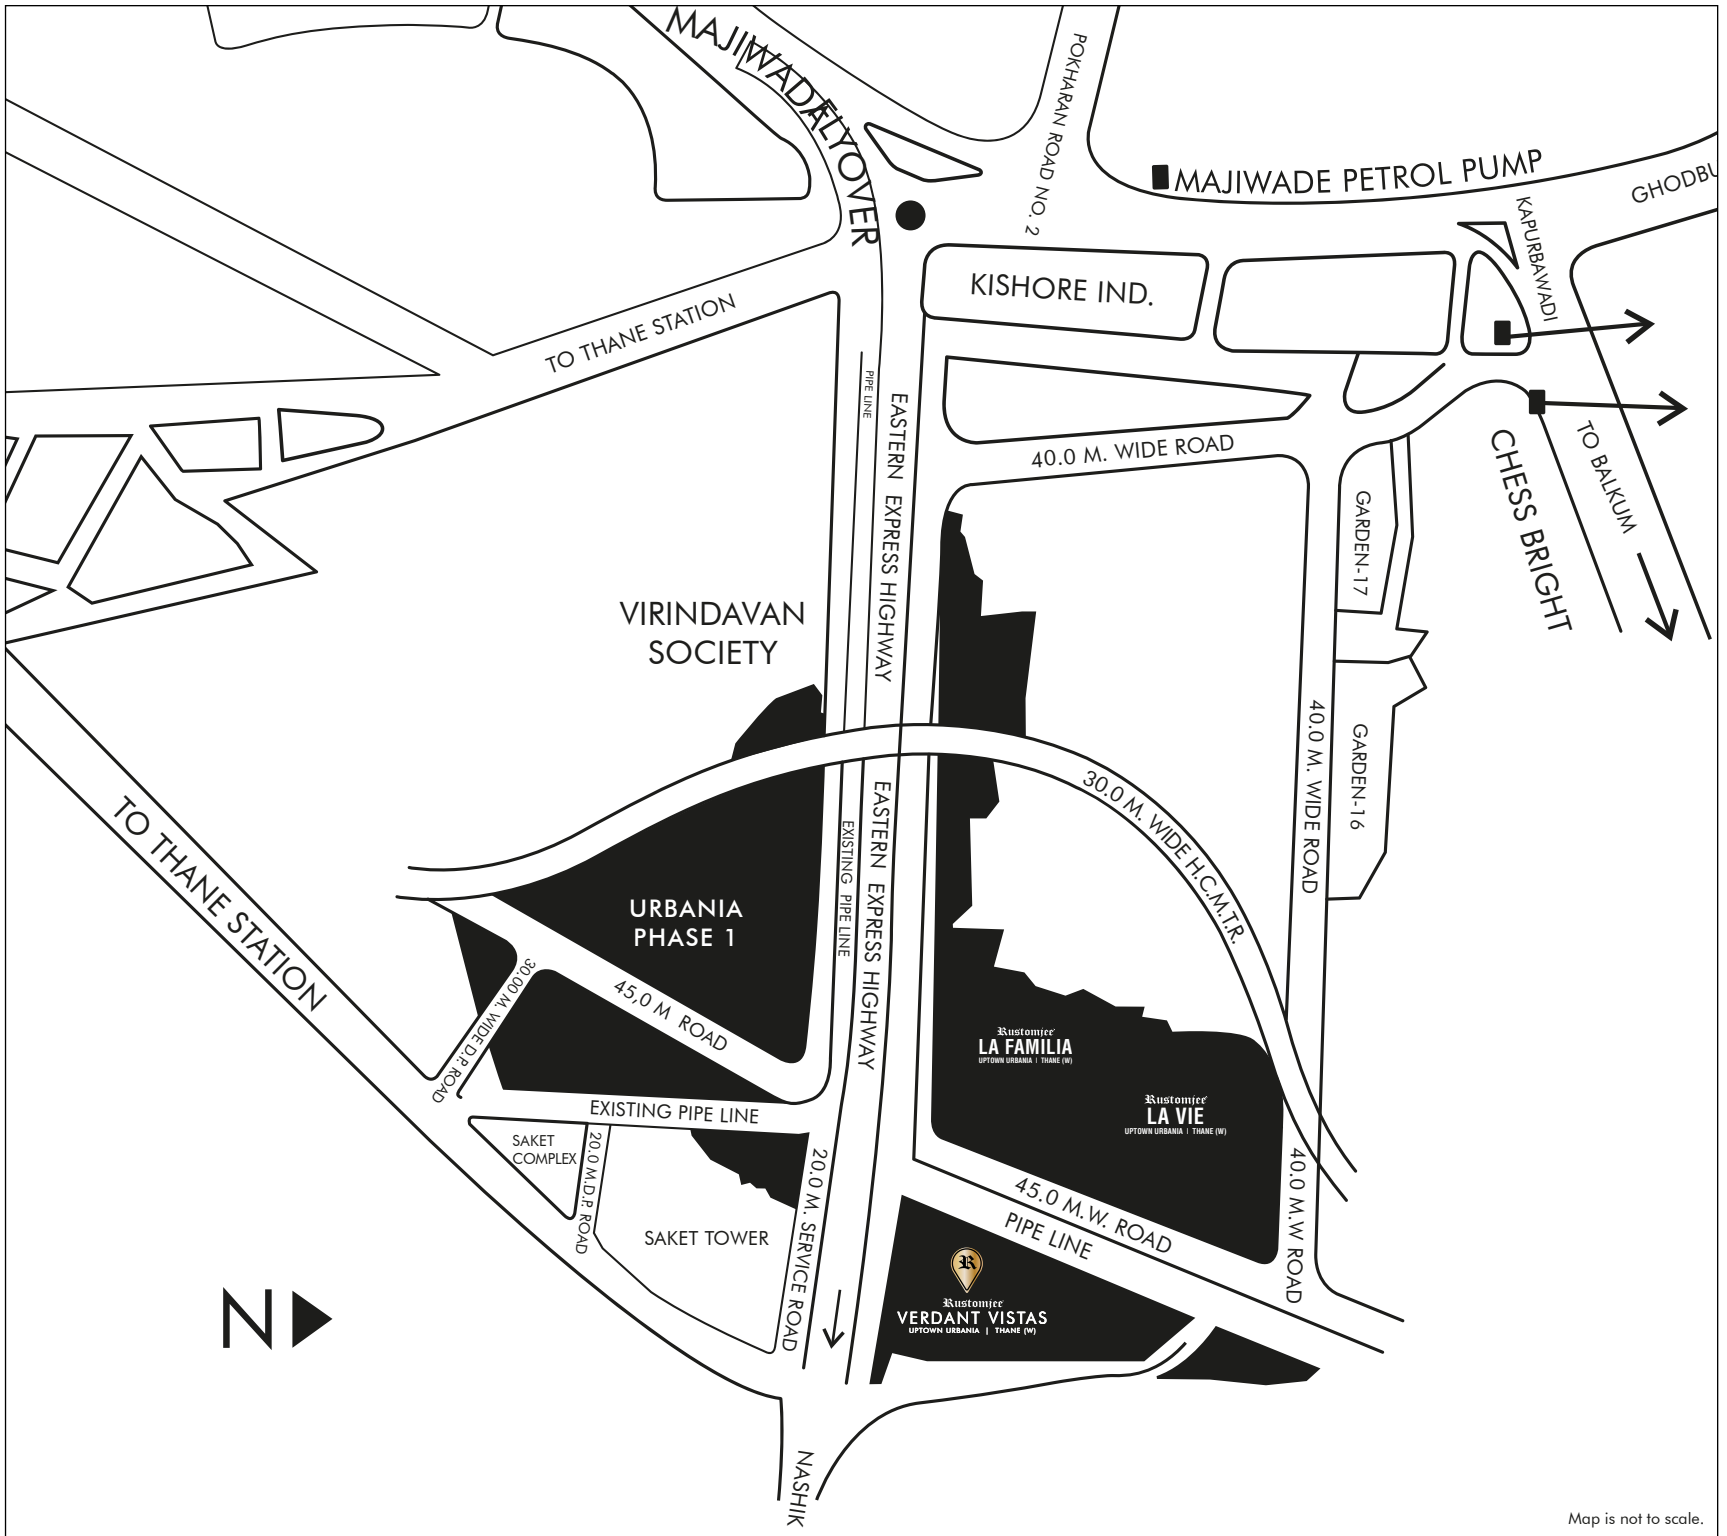 MAJIWADA FLYOVER
POKHARAN ROAD NO. 2
MAJIWADE PETROL PUMP
GHODBU
KAPURBAWADI
KISHORE IND.
TO THANE STATION
PIPE LINE
EASTERN EXPRESS HIGHWAY
40.0 M. WIDE ROAD
GARDEN-17
CHESS BRIGHT
TO BALKUM
VIRINDAVAN
SOCIETY
40.0 M. WIDE ROAD
GARDEN-16
30.0 M. WIDE H.C.M.T.R.
TO THANE STATION
EXISTING PIPE LINE
EASTERN EXPRESS HIGHWAY
URBANIA
PHASE 1
45,0 M ROAD
30.00 M. WIDE D.P. ROAD
Rustomjee
LA FAMILIA
UPTOWN URBANIA | THANE (W)
Rustomjee
LA VIE
UPTOWN URBANIA | THANE (W)
EXISTING PIPE LINE
SAKET
COMPLEX
20.0 M.D.P. ROAD
SAKET TOWER
20.0 M. SERVICE ROAD
45.0 M.W. ROAD
PIPE LINE
40.0 M.W ROAD
R
Rustomjee
VERDANT VISTAS
UPTOWN URBANIA | THANE (W)
N
NASHIK
Map is not to scale.